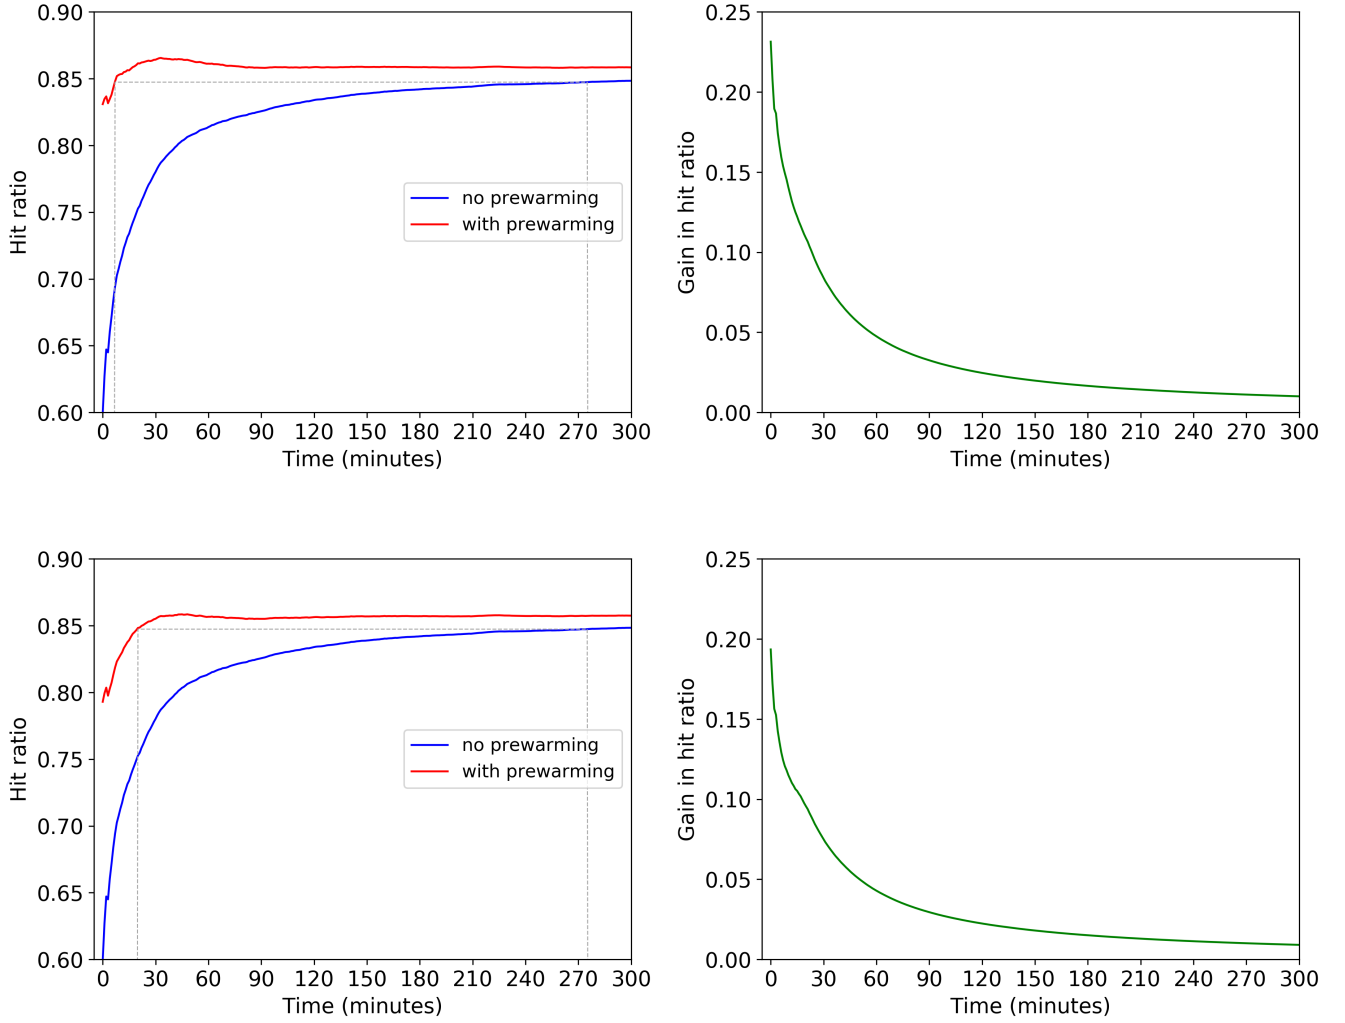 0.90
0.85
0.80
0.75
0.70
0.65
0.60
Hit ratio
no prewarming
with prewarming
0 30 60 90 120 150 180 210 240 270 300
Time (minutes)
0.25
0.20
0.15
0.10
0.05
0.00
Gain in hit ratio
0 30 60 90 120 150 180 210 240 270 300
Time (minutes)
0.90
0.85
0.80
0.75
0.70
0.65
0.60
Hit ratio
no prewarming
with prewarming
0 30 60 90 120 150 180 210 240 270 300
Time (minutes)
0.25
0.20
0.15
0.10
0.05
0.00
Gain in hit ratio
0 30 60 90 120 150 180 210 240 270 300
Time (minutes)